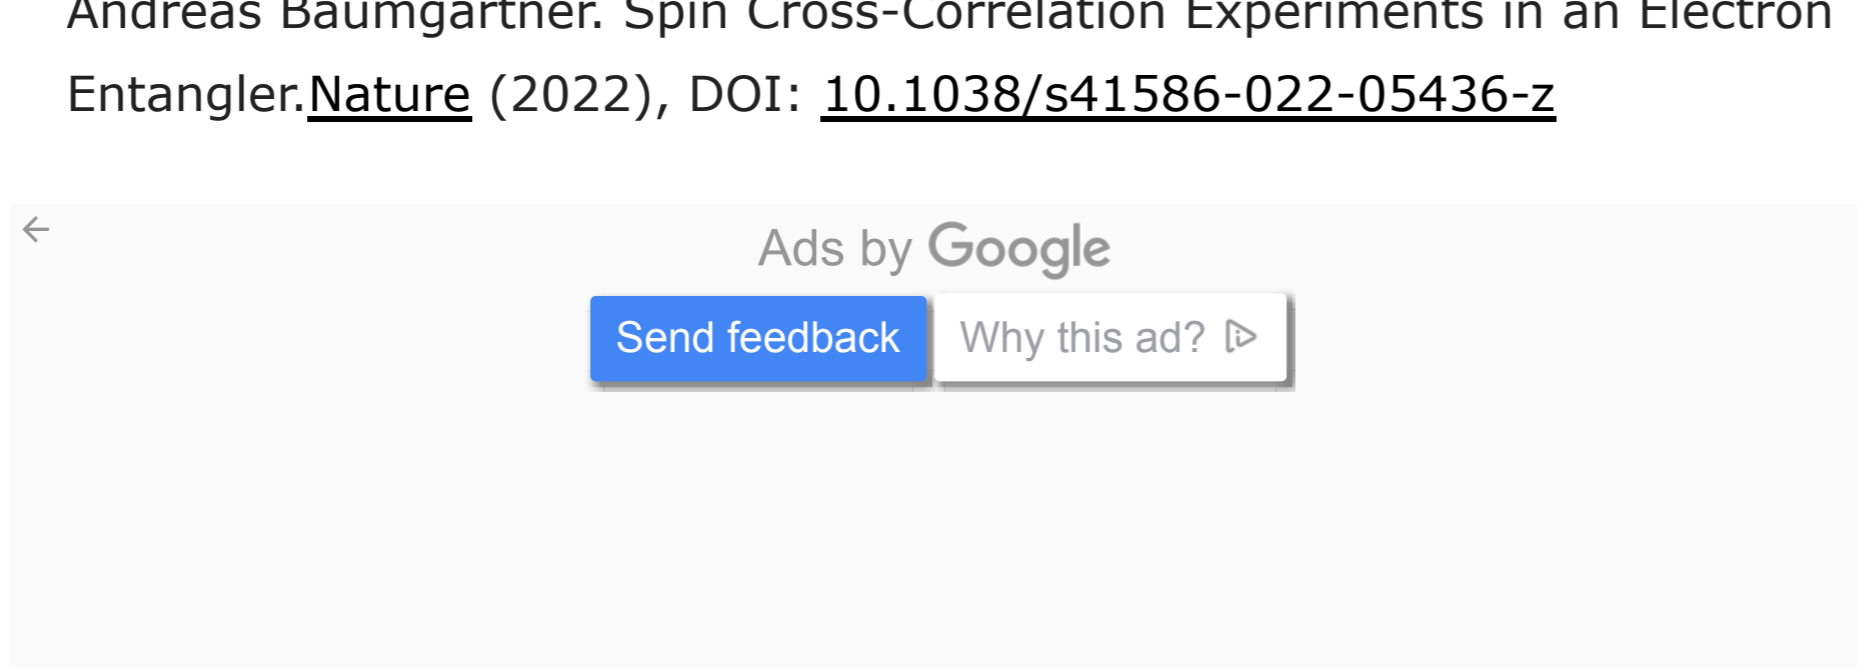 Andreas Baumgartner. Spin Cross-Correlation Experiments in an Electron
Entangler.Nature (2022), DOI: 10.1038/s41586-022-05436-z
Ads by Google
Send feedback
Why this ad?